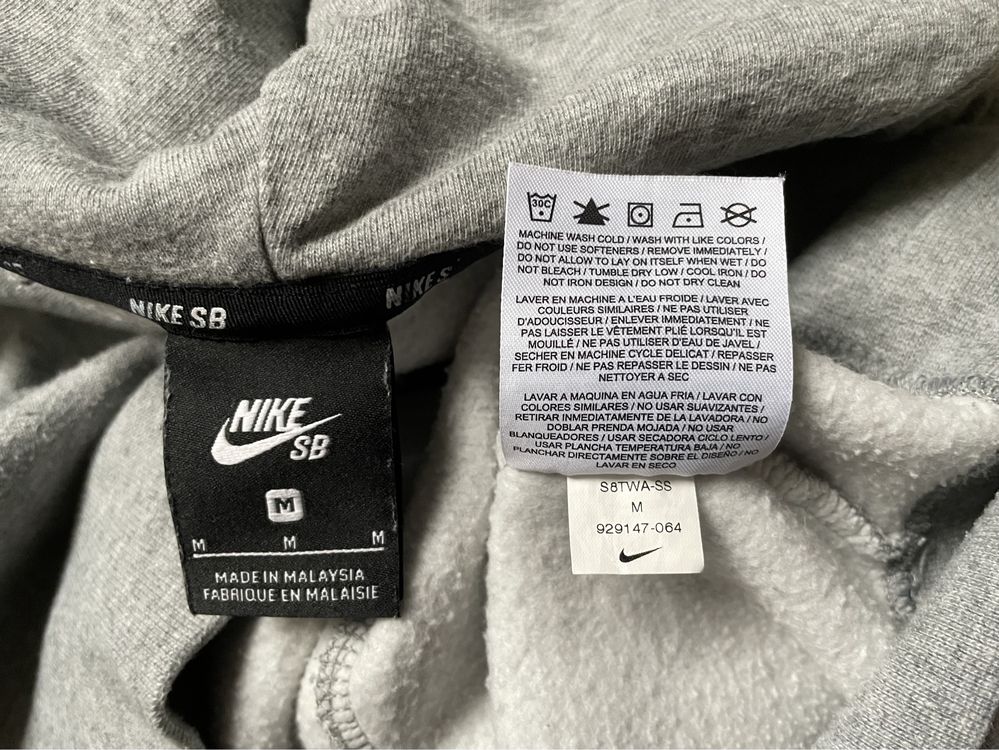 NIKE SB
NIKE S
NIKE
SB
M
M M M
MADE IN MALAYSIA
FABRIQUE EN MALAISIE
30C
MACHINE WASH COLD / WASH WITH LIKE COLORS /
DO NOT USE SOFTENERS / REMOVE IMMEDIATELY /
DO NOT ALLOW TO LAY ON ITSELF WHEN WET / DO
NOT BLEACH / TUMBLE DRY LOW / COOL IRON / DO
NOT IRON DESIGN / DO NOT DRY CLEAN
LAVER EN MACHINE A L'EAU FROIDE / LAVER AVEC
COULEURS SIMILAIRES / NE PAS UTILISER
D'ADOUCISSEUR / ENLEVER IMMEDIATEMENT / NE
PAS LAISSER LE VÊTEMENT PLIÉ LORSQU'IL EST
MOUILLÉ / NE PAS UTILISER D'EAU DE JAVEL /
SECHER EN MACHINE CYCLE DELICAT / REPASSER
FER FROID / NE PAS REPASSER LE DESSIN / NE PAS
NETTOYER A SEC
LAVAR A MAQUINA EN AGUA FRIA / LAVAR CON
COLORES SIMILARES / NO USAR SUAVIZANTES /
RETIRAR INMEDIATAMENTE DE LA LAVADORA / NO
DOBLAR PRENDA MOJADA / NO USAR
BLANQUEADORES / USAR SECADORA CICLO LENTO /
USAR PLANCHA TEMPERATURA BAJA / NO
PLANCHAR DIRECTAMENTE SOBRE EL DISEÑO / NO
LAVAR EN SECO
S8TWA-SS
M
929147-064